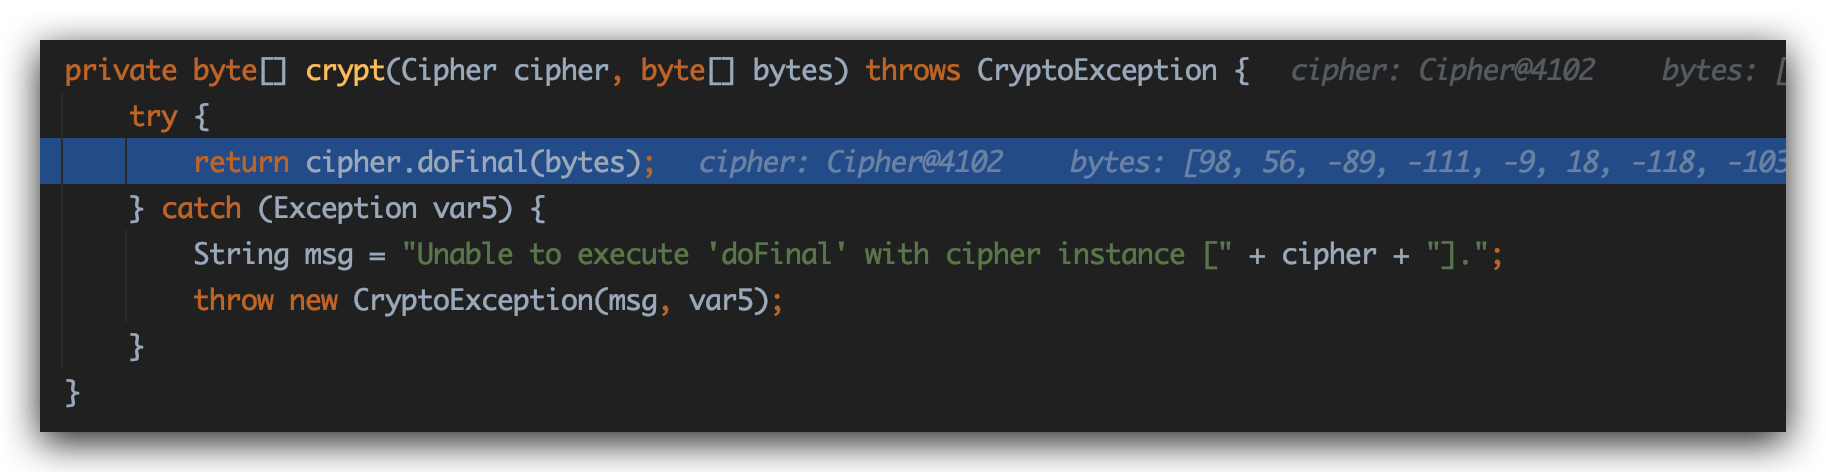 private byte[] crypt(Cipher cipher, byte[] bytes) throws CryptoException {   cipher: Cipher@4102    bytes: [
    try {
        return cipher.doFinal(bytes);   cipher: Cipher@4102    bytes: [98, 56, -89, -111, -9, 18, -118, -103
    } catch (Exception var5) {
        String msg = "Unable to execute 'doFinal' with cipher instance [" + cipher + "].";
        throw new CryptoException(msg, var5);
    }
}